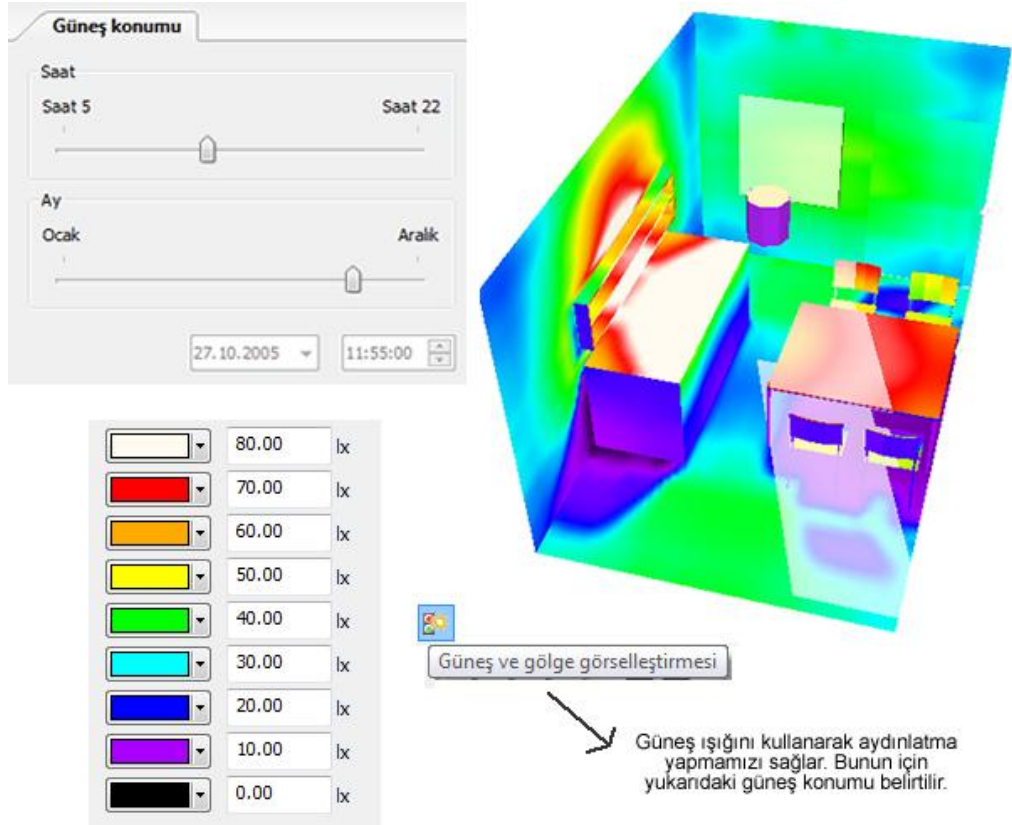 Güneş konumu
Saat
Saat 5 Saat 22
Ay
Ocak Aralik
27.10.2005 11:55:00
80.00 lx
70.00 lx
60.00 lx
50.00 lx
40.00 lx
30.00 lx
20.00 lx
10.00 lx
0.00 lx
Güneş ve gölge görselleştirmesi
Güneş ışığını kullanarak aydınlatma
yapmamızı sağlar. Bunun için
yukarıdaki güneş konumu belirtilir.